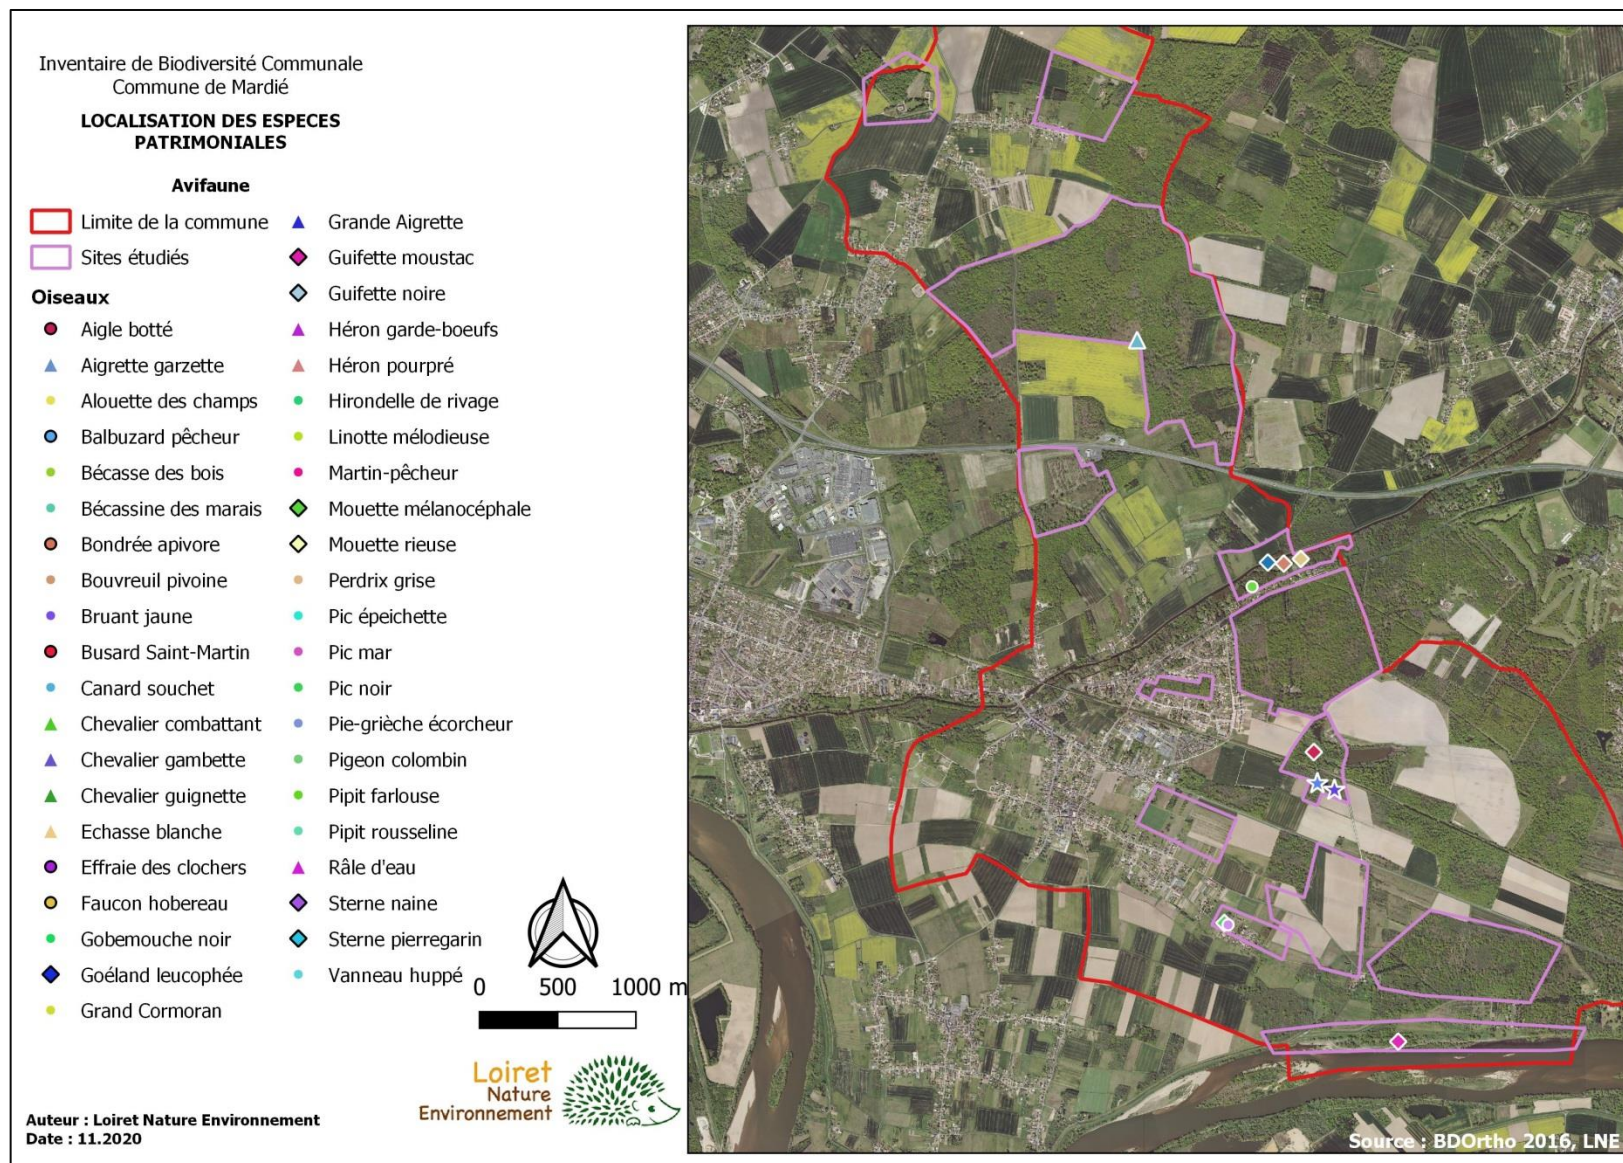 Inventaire de Biodiversité Communale
Commune de Mardié
LOCALISATION DES ESPECES
PATRIMONIALES
Avifaune
Limite de la commune
Sites étudiés
Oiseaux
Aigle botté
Aigrette garzette
Alouette des champs
Balbuzard pêcheur
Bécasse des bois
Bécassine des marais
Bondrée apivore
Bouvreuil pivoine
Bruant jaune
Busard Saint-Martin
Canard souchet
Chevalier combattant
Chevalier gambette
Chevalier guignette
Echasse blanche
Effraie des clochers
Faucon hobereau
Gobemouche noir
Goéland leucophée
Grand Cormoran
Grande Aigrette
Guifette moustac
Guifette noire
Héron garde-boeufs
Héron pourpré
Hirondelle de rivage
Linotte mélodieuse
Martin-pêcheur
Mouette mélanocéphale
Mouette rieuse
Perdrix grise
Pic épeichette
Pic mar
Pic noir
Pie-grièche écorcheur
Pigeon colombin
Pipit farlouse
Pipit rousseline
Râle d'eau
Sterne naine
Sterne pierregarin
Vanneau huppé
0 500 1000 m
Loiret
Nature
Environnement
Auteur : Loiret Nature Environnement
Date : 11.2020
Source : BDOrtho 2016, LNE